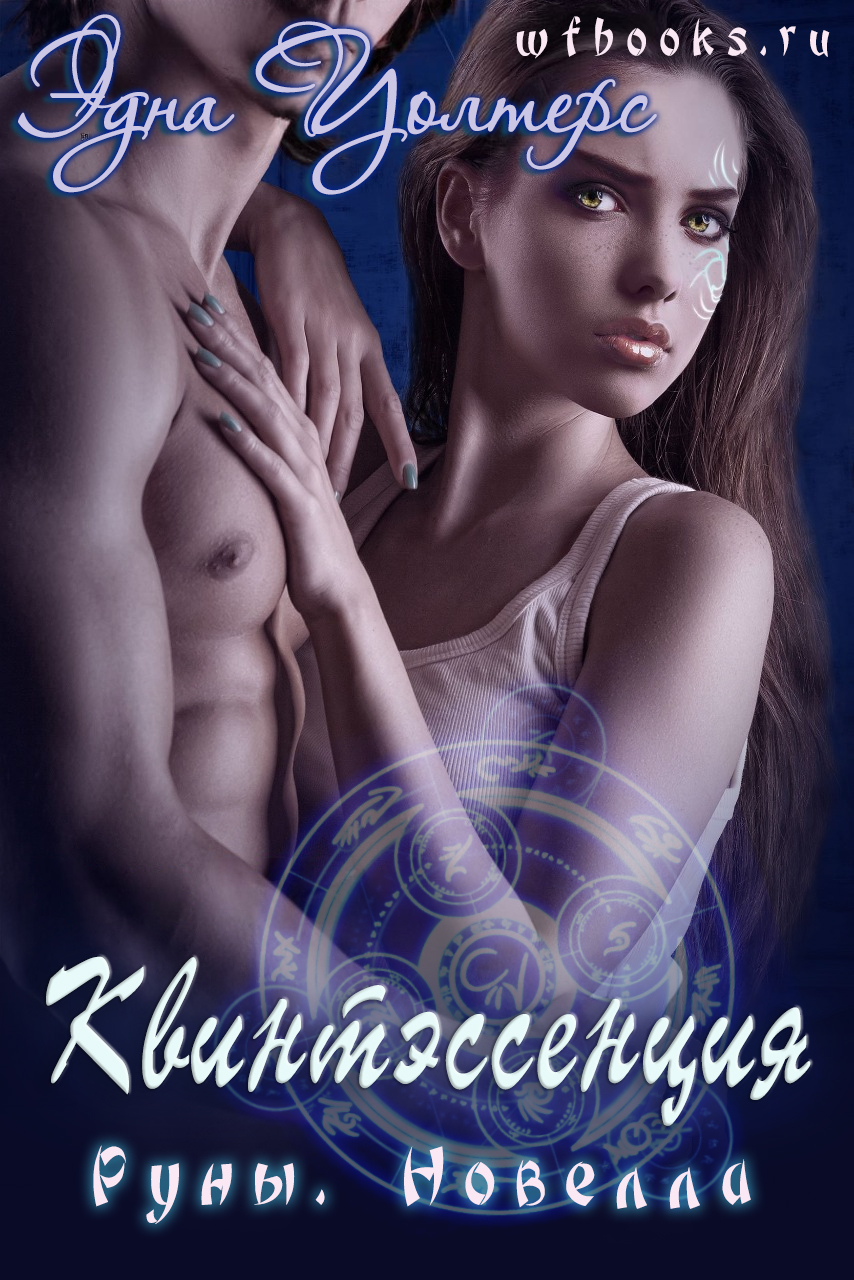 wfbooks.ru
Эдна Уолтерс
Квинтэссенция
Руны. Новелла